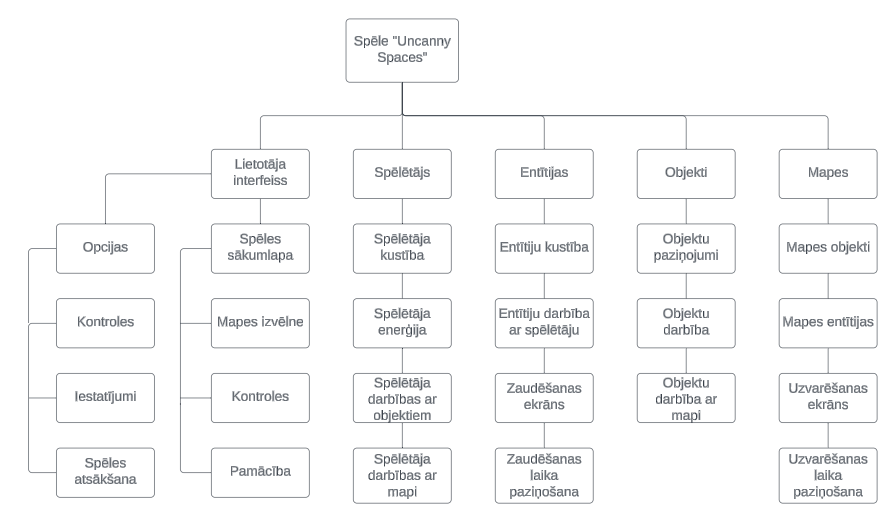 Spēle "Uncanny
Spaces"
Lietotāja
interfeiss
Spēlētājs
Entītijas
Objekti
Mapes
Opcijas
Spēles
sākumlapa
Spēlētāja
kustība
Entītiju kustība
Objektu
paziņojumi
Mapes objekti
Kontroles
Mapes izvēlne
Spēlētāja
enerģija
Entītiju darbība
ar spēlētāju
Objektu
darbība
Mapes entītijas
Iestatījumi
Kontroles
Spēlētāja
darbības ar
objektiem
Zaudēšanas
ekrāns
Objektu
darbība ar
mapi
Uzvarēšanas
ekrāns
Spēles
atsākšana
Pamācība
Spēlētāja
darbības ar
mapi
Zaudēšanas
laika
paziņošana
Uzvarēšanas
laika
paziņošana